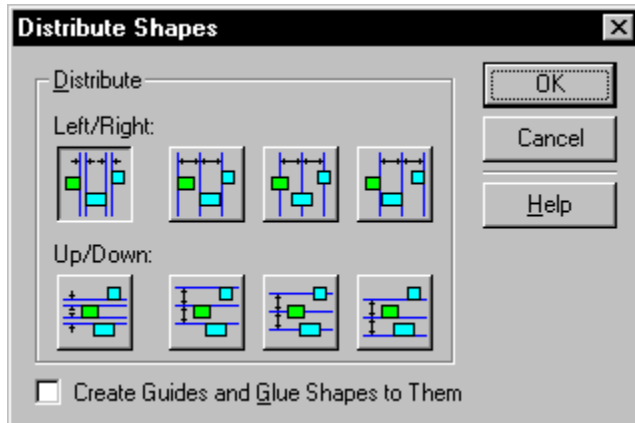 Distribute Shapes
Distribute
Left/Right:
Up/Down:
Create Guides and Glue Shapes to Them
OK
Cancel
Help